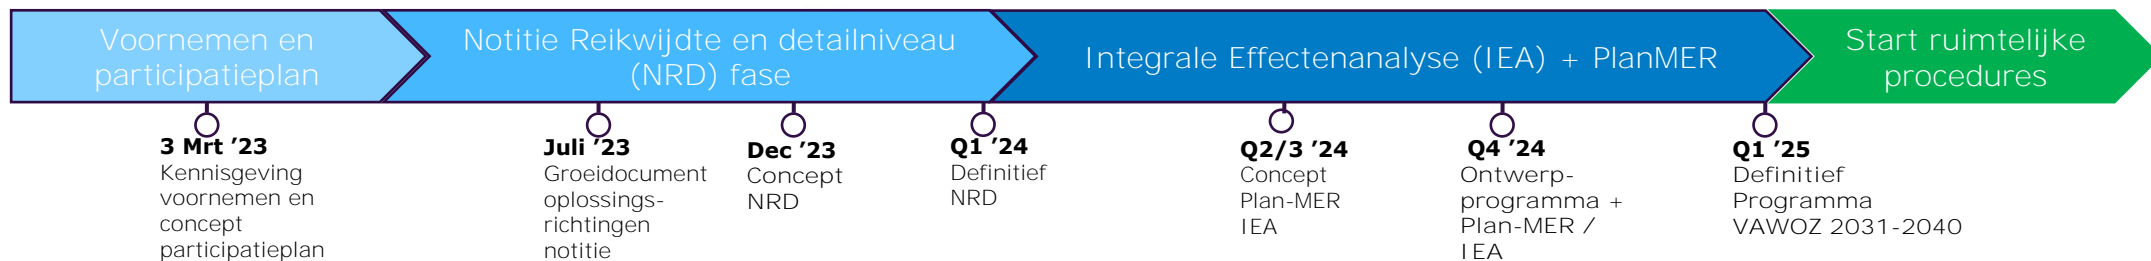 Voornemen en
participatieplan
Notitie Reikwijdte en detailniveau
(NRD) fase
Integrale Effectenanalyse (IEA) + PlanMER
Start ruimtelijke
procedures
3 Mrt ’23
Kennisgeving
voornemen en
concept
participatieplan
Juli ’23
Groeidocument
oplossings-
richtingen
notitie
Dec ’23
Concept
NRD
Q1 ’24
Definitief
NRD
Q2/3 ’24
Concept
Plan-MER
IEA
Q4 ’24
Ontwerp-
programma +
Plan-MER /
IEA
Q1 ’25
Definitief
Programma
VAWOZ 2031-2040